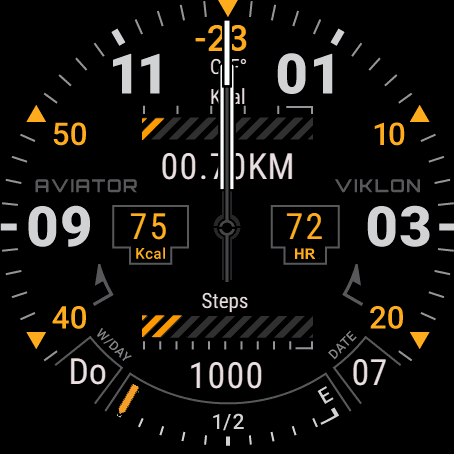 -23
11
01
Kcal
50
10
00.70KM
AVIATOR
VIKLON
09
75
Kcal
72
HR
03
40
Steps
20
W/DAY
DATE
Do
1000
07
E
1/2